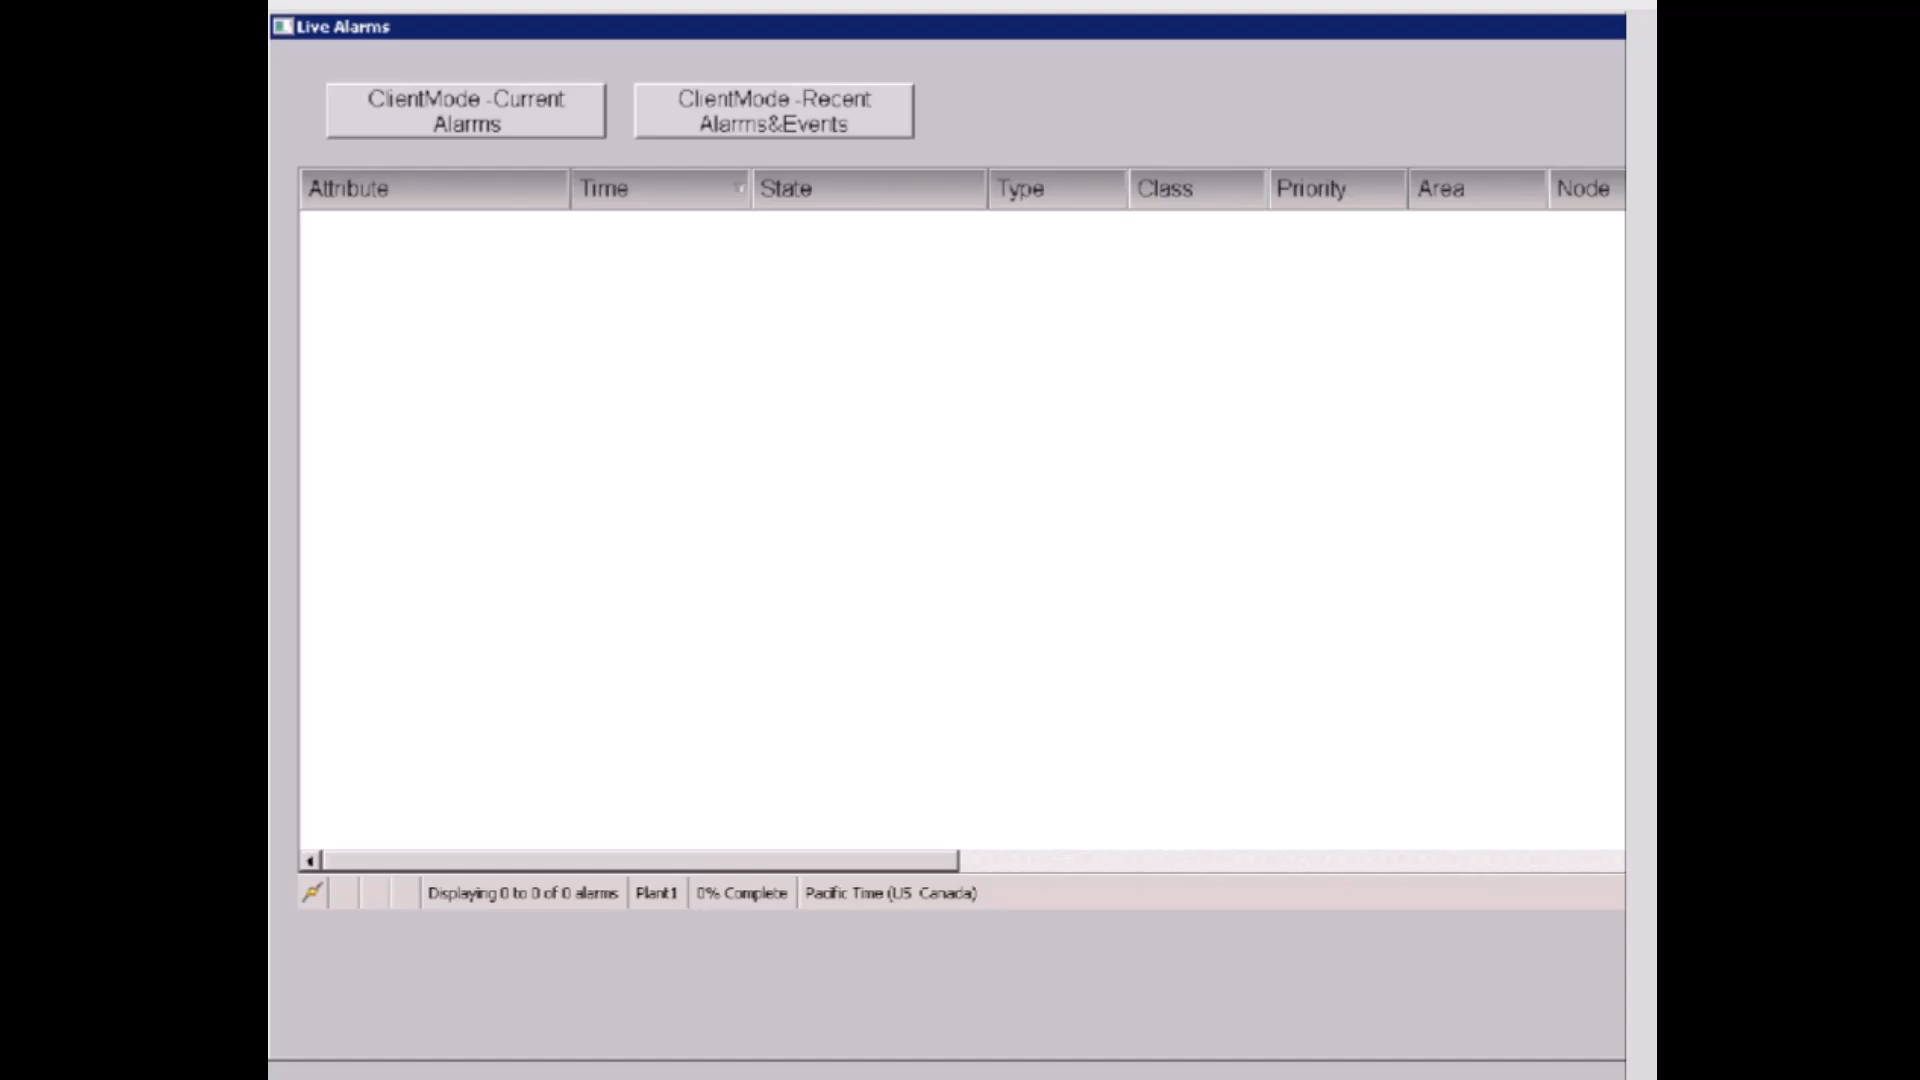 Live Alarms
ClientMode -Current
Alarms
ClientMode -Recent
Alarms&Events
Attribute Time State Type Class Priority Area Node
Displaying 0 to 0 of 0 alarms Plant1 0% Complete Pacific Time (US Canada)